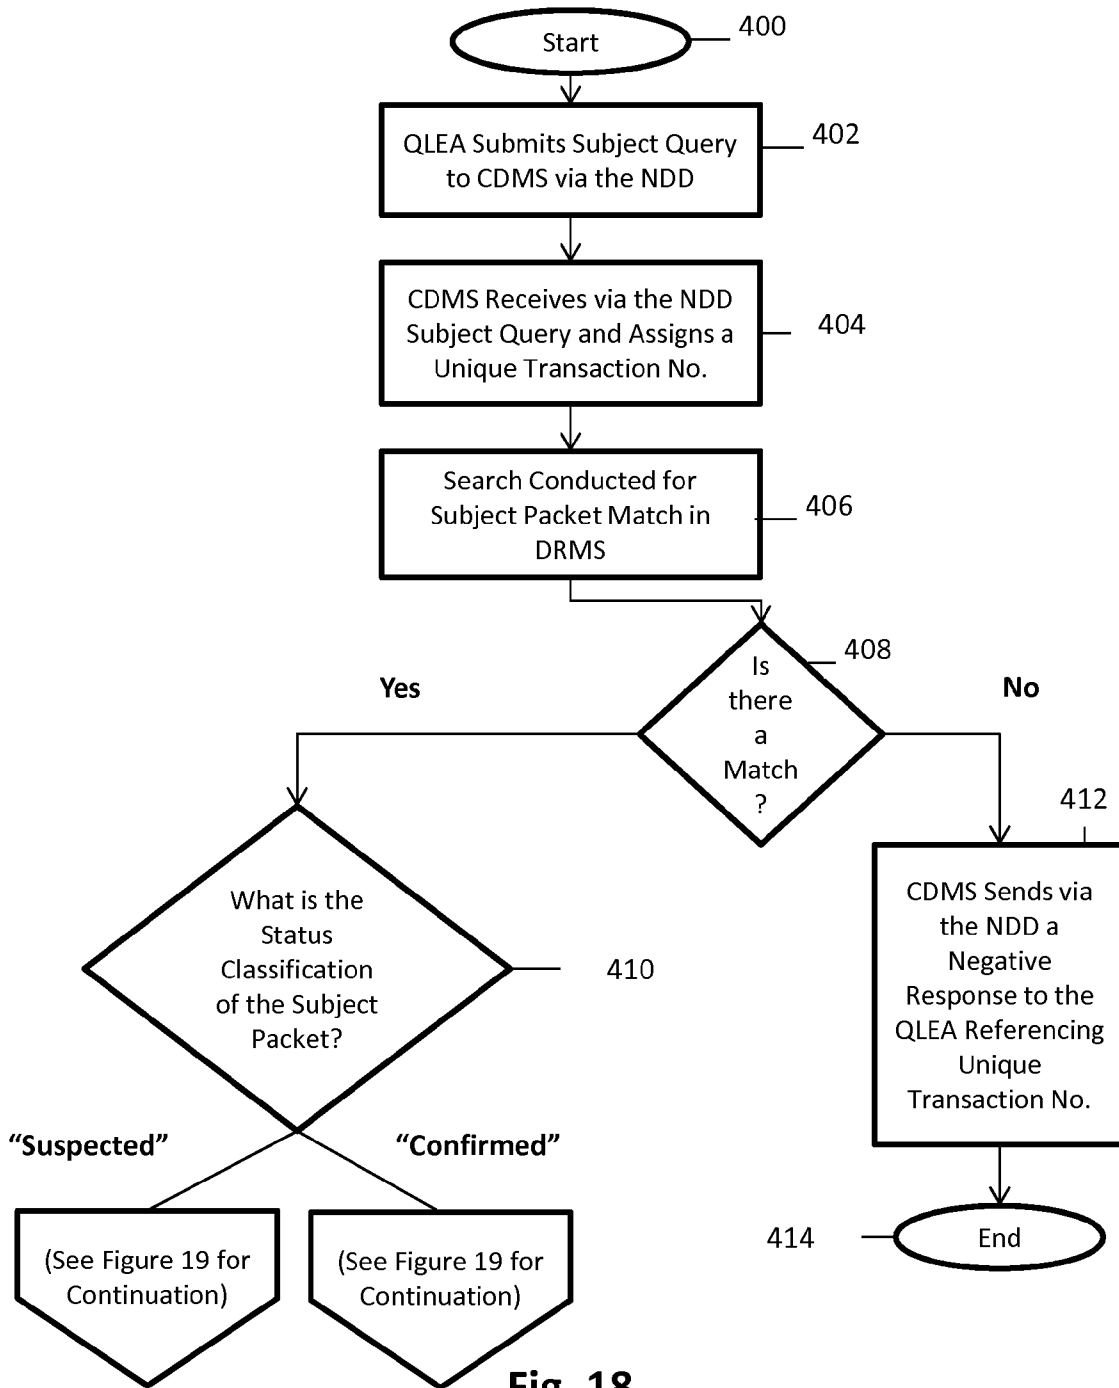 Start
400
QLEA Submits Subject Query
to CDMS via the NDD
402
CDMS Receives via the NDD
Subject Query and Assigns a
Unique Transaction No.
404
Search Conducted for
Subject Packet Match in
DRMS
406
Is
there
a
Match
?
408
Yes
No
412
What is the
Status
Classification
of the Subject
Packet?
410
CDMS Sends via
the NDD a
Negative
Response to the
QLEA Referencing
Unique
Transaction No.
“Suspected”
“Confirmed”
(See Figure 19 for
Continuation)
(See Figure 19 for
Continuation)
414
End
Fig. 18